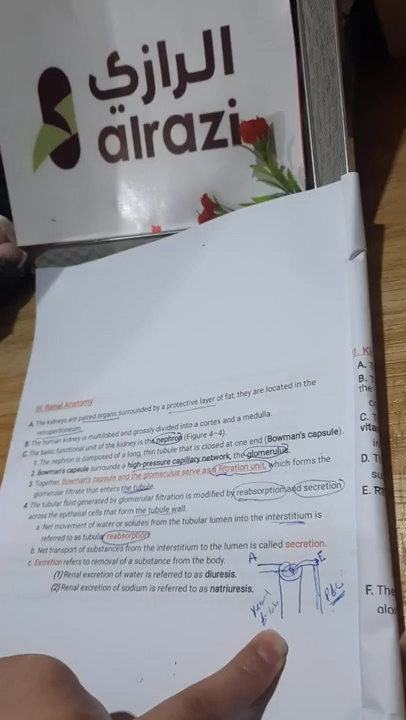 الرازي
alrazi
III. Renal Anatomy
A. The kidneys are paired organs surrounded by a protective layer of fat; they are located in the
retroperitoneum.
B. The human kidney is multilobed and grossly divided into a cortex and a medulla.
C. The basic functional unit of the kidney is the nephron (Figure 4-4).
1. The nephron is composed of a long, thin tubule that is closed at one end (Bowman's capsule).
2. Bowman's capsule surrounds a high-pressure capillary network, the glomerulus.
3. Together, Bowman's capsule and the glomerulus serve as a filtration unit, which forms the
glomerular filtrate that enters the tubule.
4. The tubular fluid generated by glomerular filtration is modified by reabsorption and secretion
across the epithelial cells that form the tubule wall.
a. Net movement of water or solutes from the tubular lumen into the interstitium is
referred to as tubular reabsorption
b. Net transport of substances from the interstitium to the lumen is called secretion.
c. Excretion refers to removal of a substance from the body.
(1) Renal excretion of water is referred to as diuresis.
(2) Renal excretion of sodium is referred to as natriuresis.
A E
A.
B.
the
C.
vita
D.
su
E.
F. The